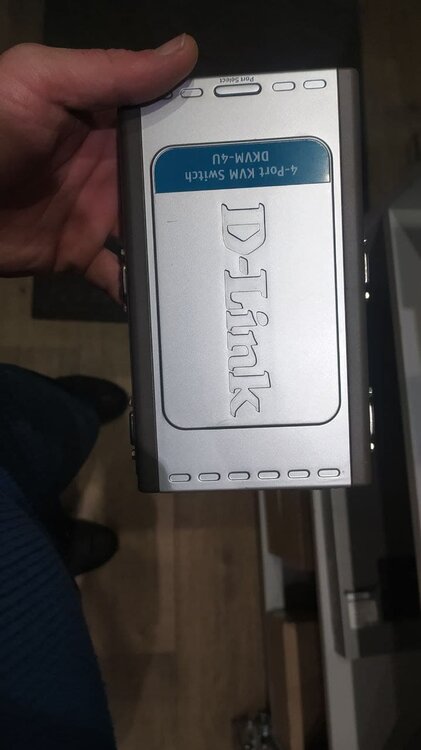 Port Select
4-Port KVM Switch
DKVM-4U
D-Link